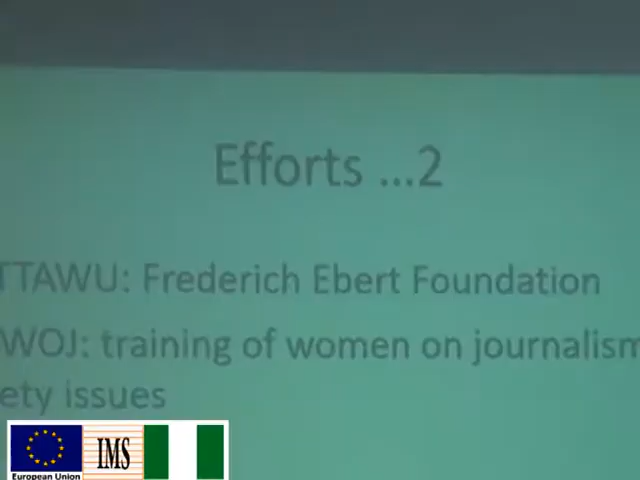 Efforts ...2
TTAWU: Frederich Ebert Foundation
WOJ: training of women on journalism
ety issues
IMS
European Union